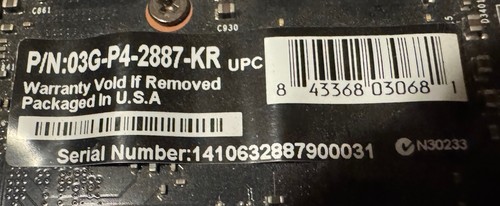 C861
C930
P/N:03G-P4-2887-KR UPC
8 43368 03068 1
Warranty Void If Removed
Packaged In U.S.A
Serial Number:1410632887900031
N30233